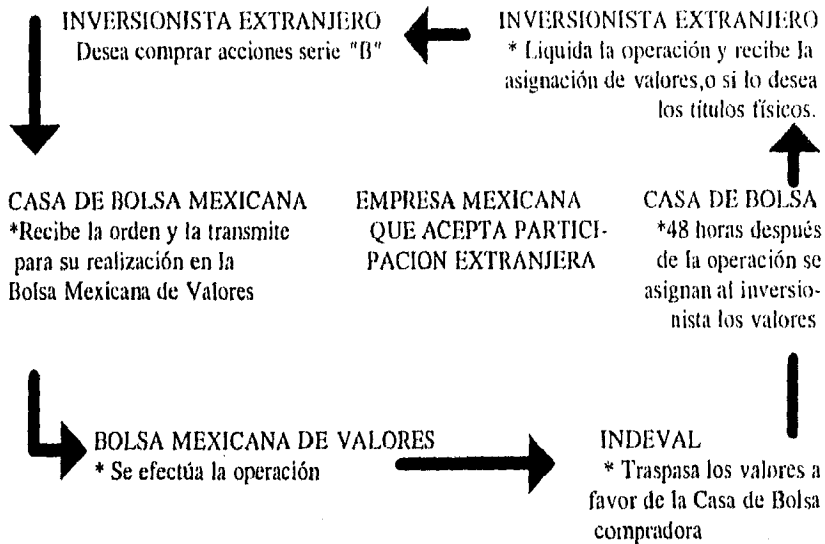 INVERSIONISTA EXTRANJERO
Desea comprar acciones serie "B"
INVERSIONISTA EXTRANJERO
* Liquida la operación y recibe la
asignación de valores,o si lo desea
los títulos físicos.
CASA DE BOLSA MEXICANA
*Recibe la orden y la transmite
para su realización en la
Bolsa Mexicana de Valores
EMPRESA MEXICANA
QUE ACEPTA PARTICI-
PACION EXTRANJERA
CASA DE BOLSA
*48 horas después
de la operación se
asignan al inversio-
nista los valores
BOLSA MEXICANA DE VALORES
* Se efectúa la operación
INDEVAL
* Traspasa los valores a
favor de la Casa de Bolsa
compradora